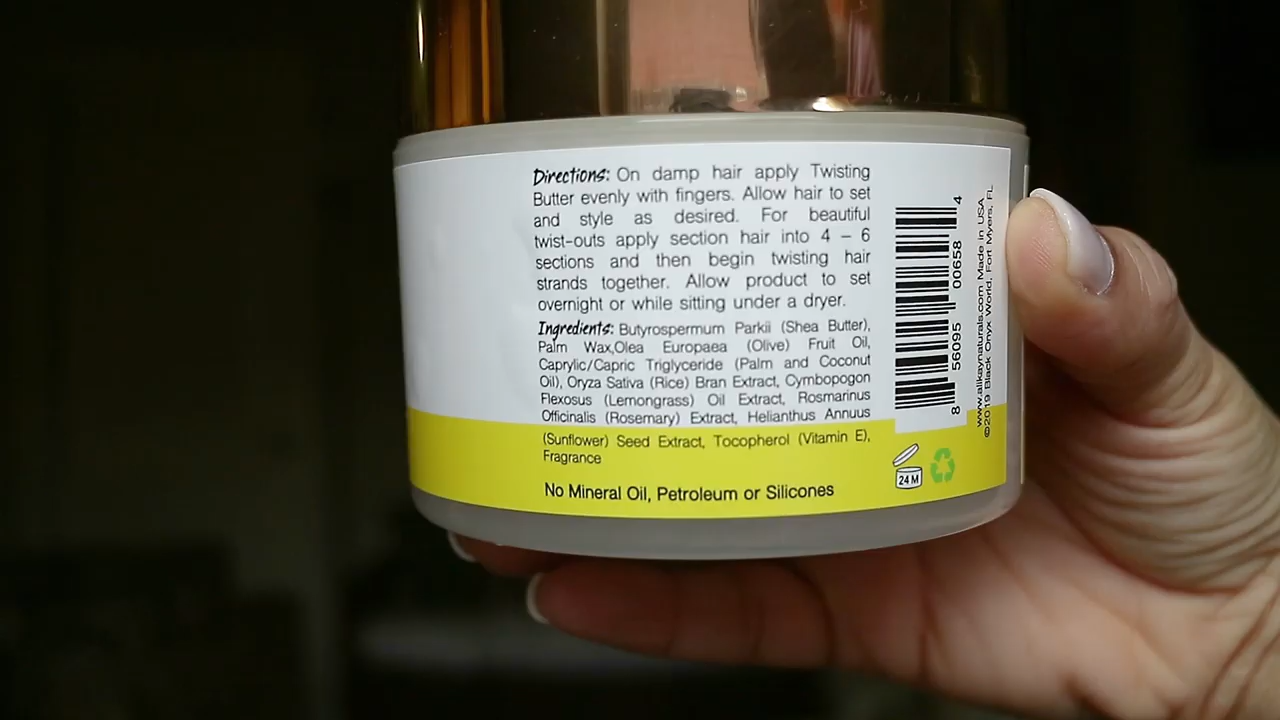 Directions: On damp hair apply Twisting
Butter evenly with fingers. Allow hair to set
and style as desired. For beautiful
twist-outs apply section hair into 4 – 6
sections and then begin twisting hair
strands together. Allow product to set
overnight or while sitting under a dryer.
Ingredients: Butyrospermum Parkii (Shea Butter),
Palm Wax,Olea Europaea (Olive) Fruit Oil,
Caprylic/Capric Triglyceride (Palm and Coconut
Oil), Oryza Sativa (Rice) Bran Extract, Cymbopogon
Flexosus (Lemongrass) Oil Extract, Rosmarinus
Officinalis (Rosemary) Extract, Helianthus Annuus
(Sunflower) Seed Extract, Tocopherol (Vitamin E),
Fragrance
No Mineral Oil, Petroleum or Silicones
8 56095 00658 4
www.alikaynaturals.com Made in USA
©2019 Black Onyx World, Fort Myers, FL
24 M